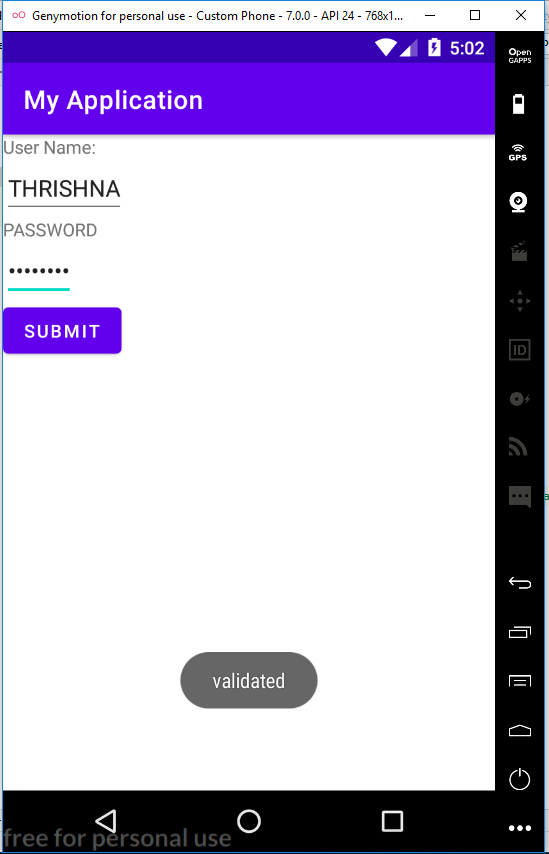 Genymotion for personal use - Custom Phone - 7.0.0 - API 24 - 768x1...
Open
GAPPS
5:02
My Application
GPS
User Name:
THRISHNA
PASSWORD
••••••••
SUBMIT
ID
validated
free for personal use